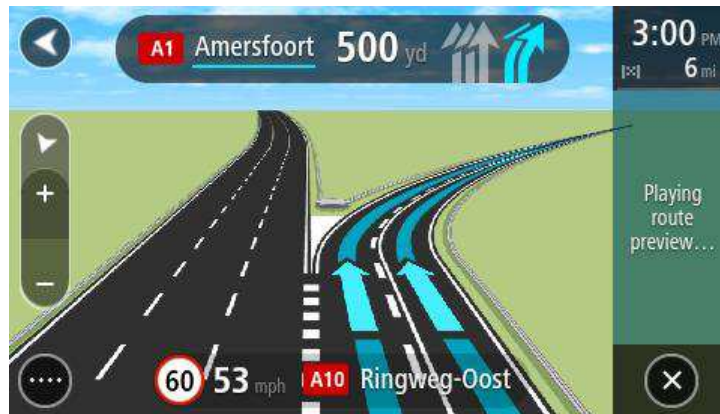 A1 Amersfoort 500 yd
3:00 PM
6 mi
Playing
route
preview...
60 53 mph A10 Ringweg-Oost